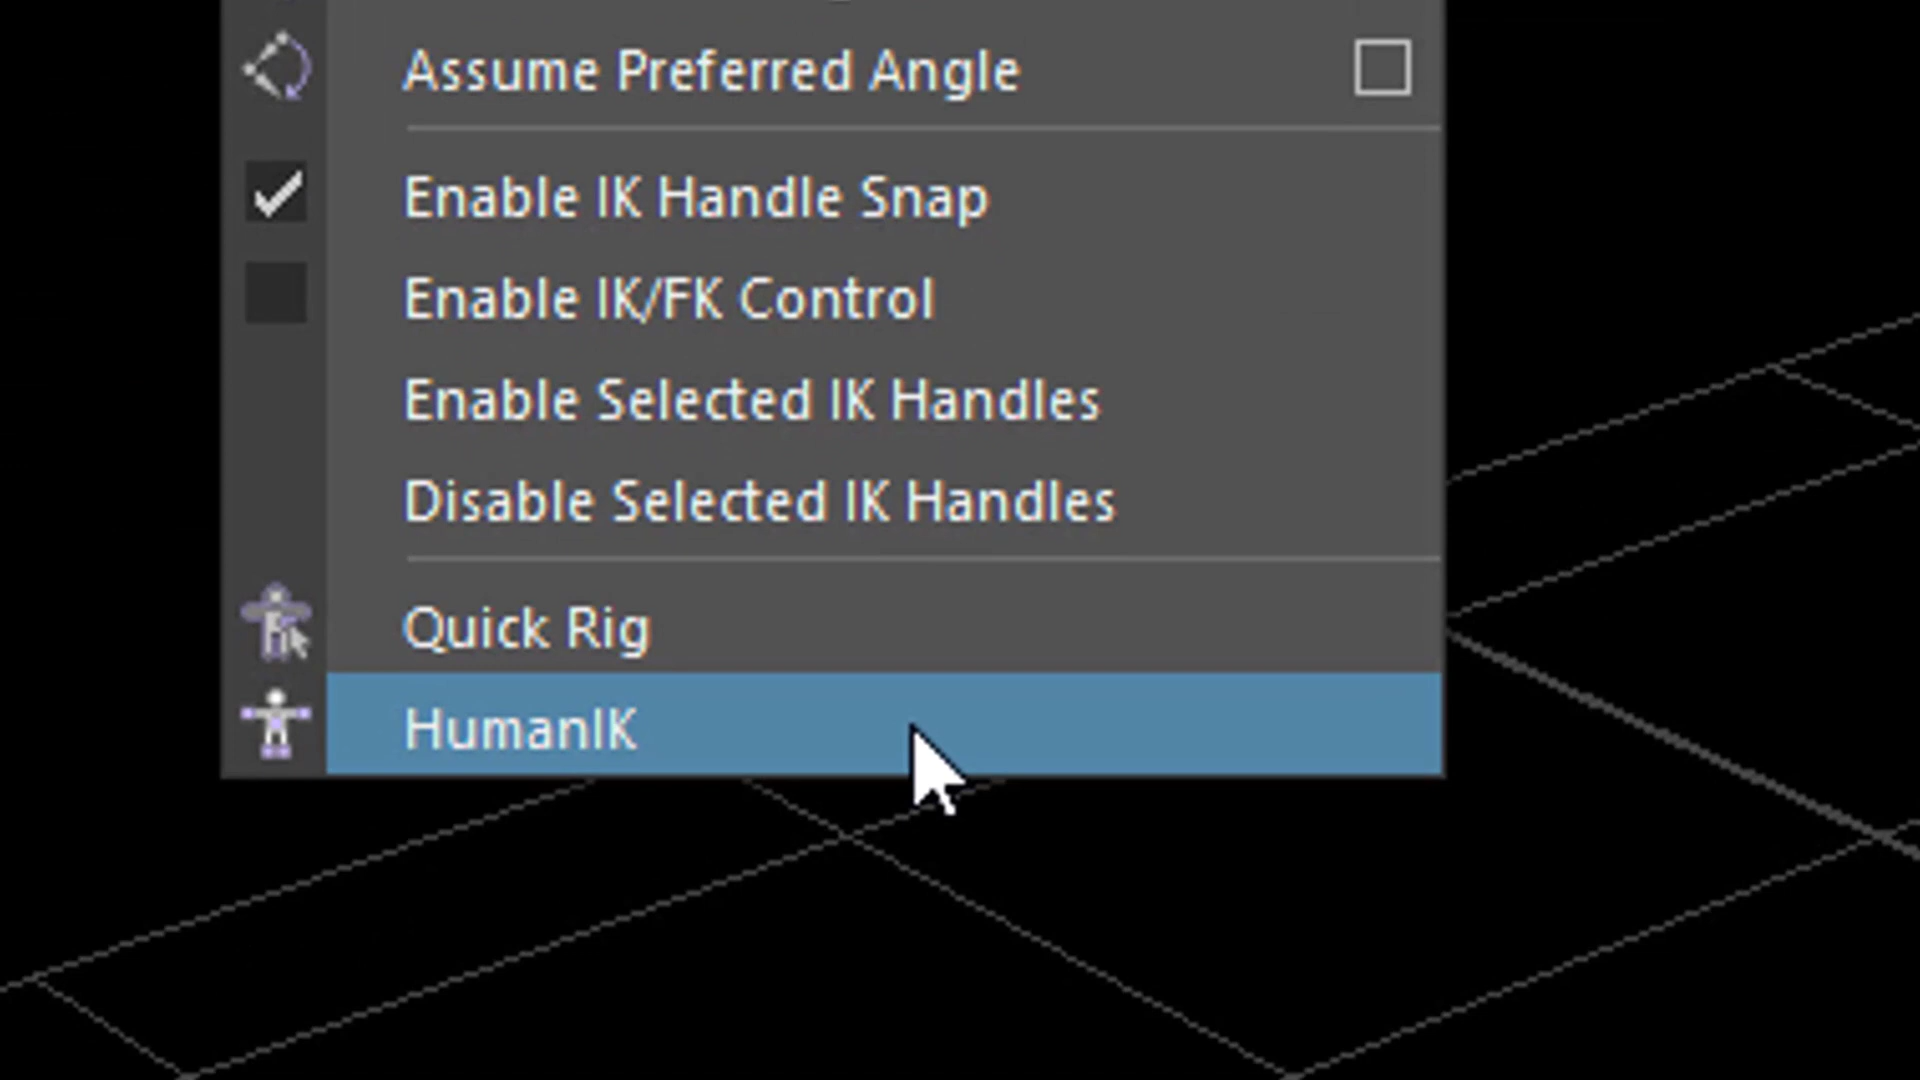 Assume Preferred Angle
Enable IK Handle Snap
Enable IK/FK Control
Enable Selected IK Handles
Disable Selected IK Handles
Quick Rig
HumanIK